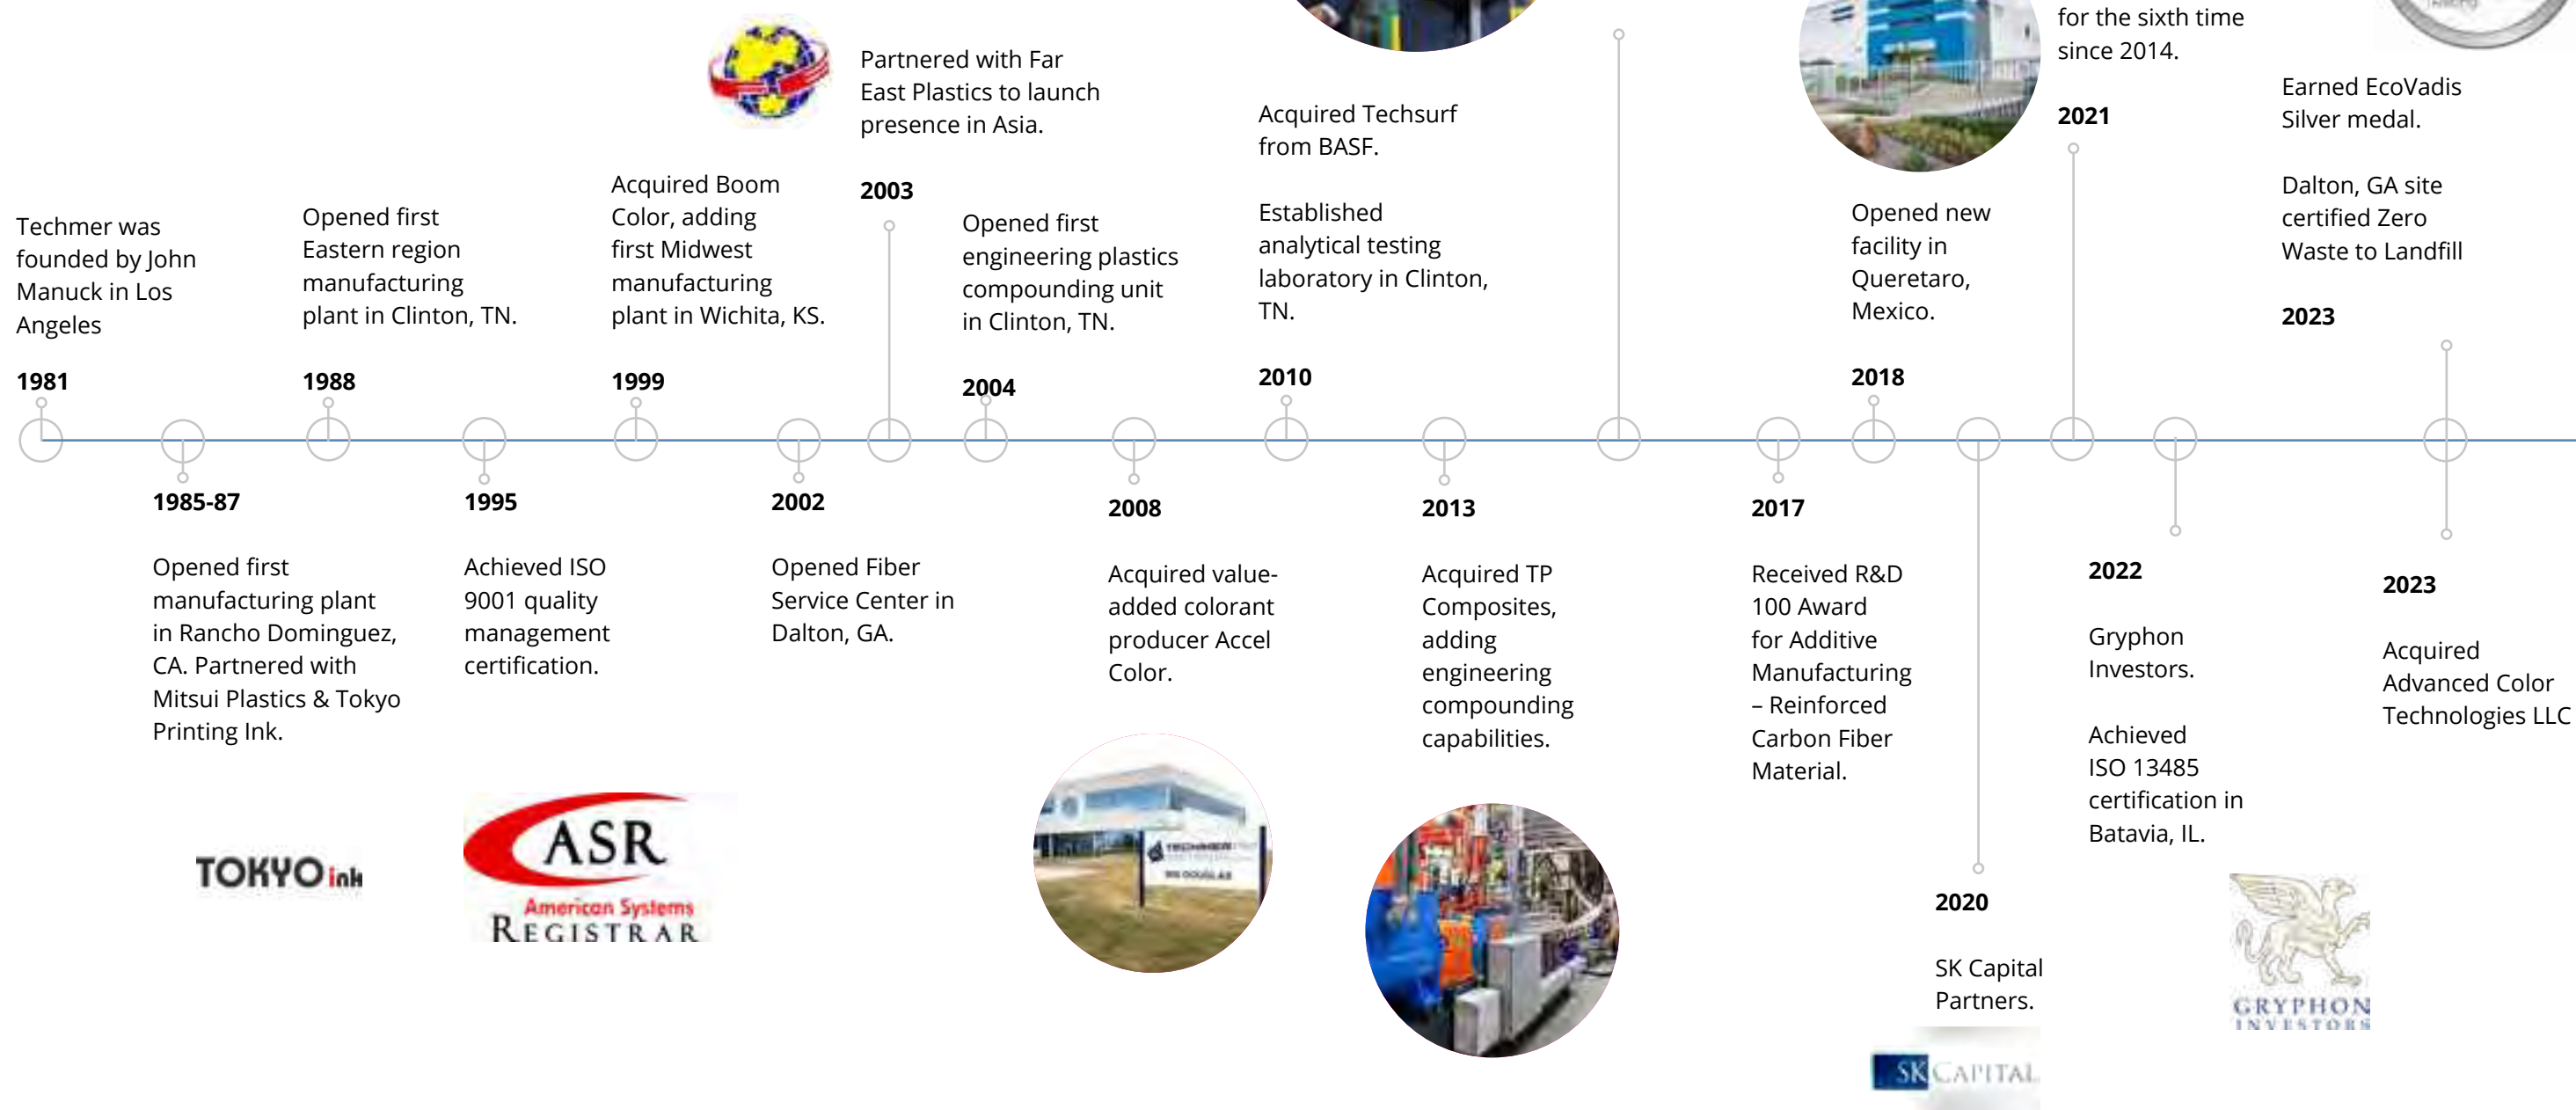 for the sixth time
since 2014.
2021
Partnered with Far
East Plastics to launch
presence in Asia.
2003
Earned EcoVadis
Silver medal.
Dalton, GA site
certified Zero
Waste to Landfill
2023
Techmer was
founded by John
Manuck in Los
Angeles
1981
Opened first
Eastern region
manufacturing
plant in Clinton, TN.
1988
Acquired Boom
Color, adding
first Midwest
manufacturing
plant in Wichita, KS.
1999
Opened first
engineering plastics
compounding unit
in Clinton, TN.
2004
Acquired Techsurf
from BASF.
Established
analytical testing
laboratory in Clinton,
TN.
2010
Opened new
facility in
Queretaro,
Mexico.
2018
1985-87
Opened first
manufacturing plant
in Rancho Dominguez,
CA. Partnered with
Mitsui Plastics & Tokyo
Printing Ink.
TOKYO ink
1995
Achieved ISO
9001 quality
management
certification.
ASR
American Systems
REGISTRAR
2002
Opened Fiber
Service Center in
Dalton, GA.
2008
Acquired value-
added colorant
producer Accel
Color.
TECHMER
2013
Acquired TP
Composites,
adding
engineering
compounding
capabilities.
2017
Received R&D
100 Award
for Additive
Manufacturing
– Reinforced
Carbon Fiber
Material.
2020
SK Capital
Partners.
SK CAPITAL
2022
Gryphon
Investors.
Achieved
ISO 13485
certification in
Batavia, IL.
GRYPHON
INVESTORS
2023
Acquired
Advanced Color
Technologies LLC